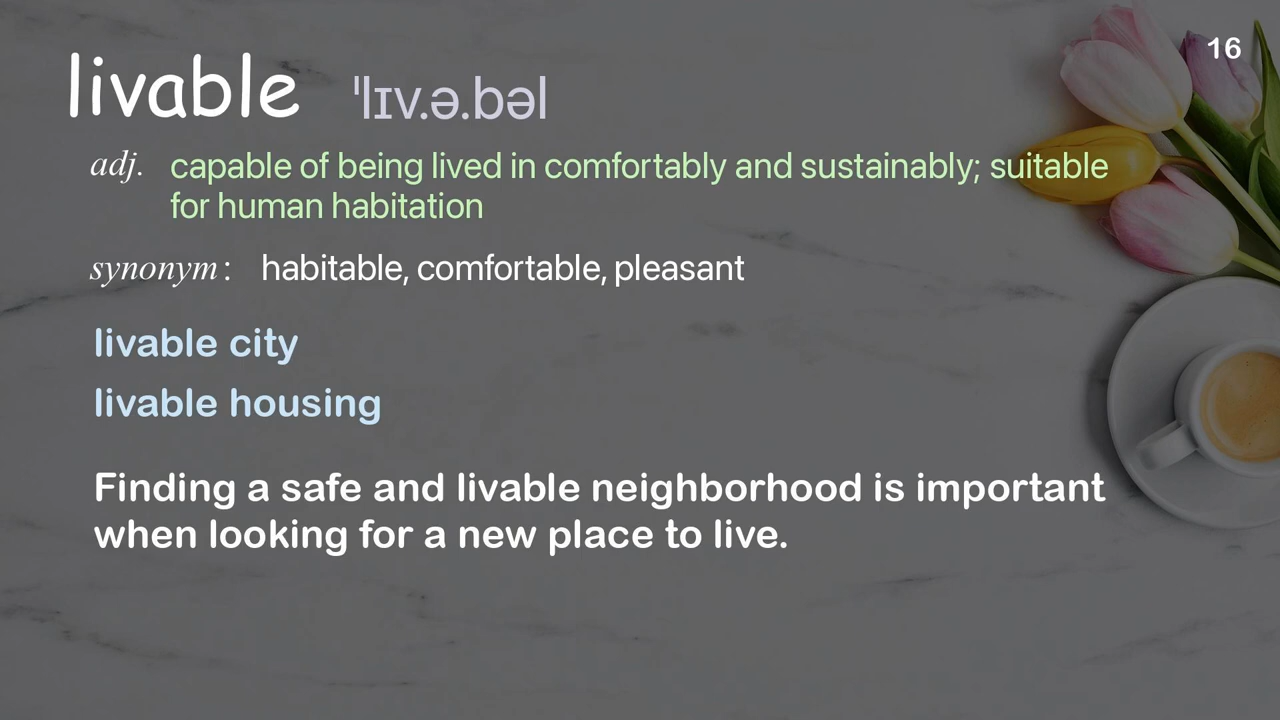 16
livable ˈlɪv.ə.bəl
adj. capable of being lived in comfortably and sustainably; suitable
for human habitation
synonym: habitable, comfortable, pleasant
livable city
livable housing
Finding a safe and livable neighborhood is important
when looking for a new place to live.